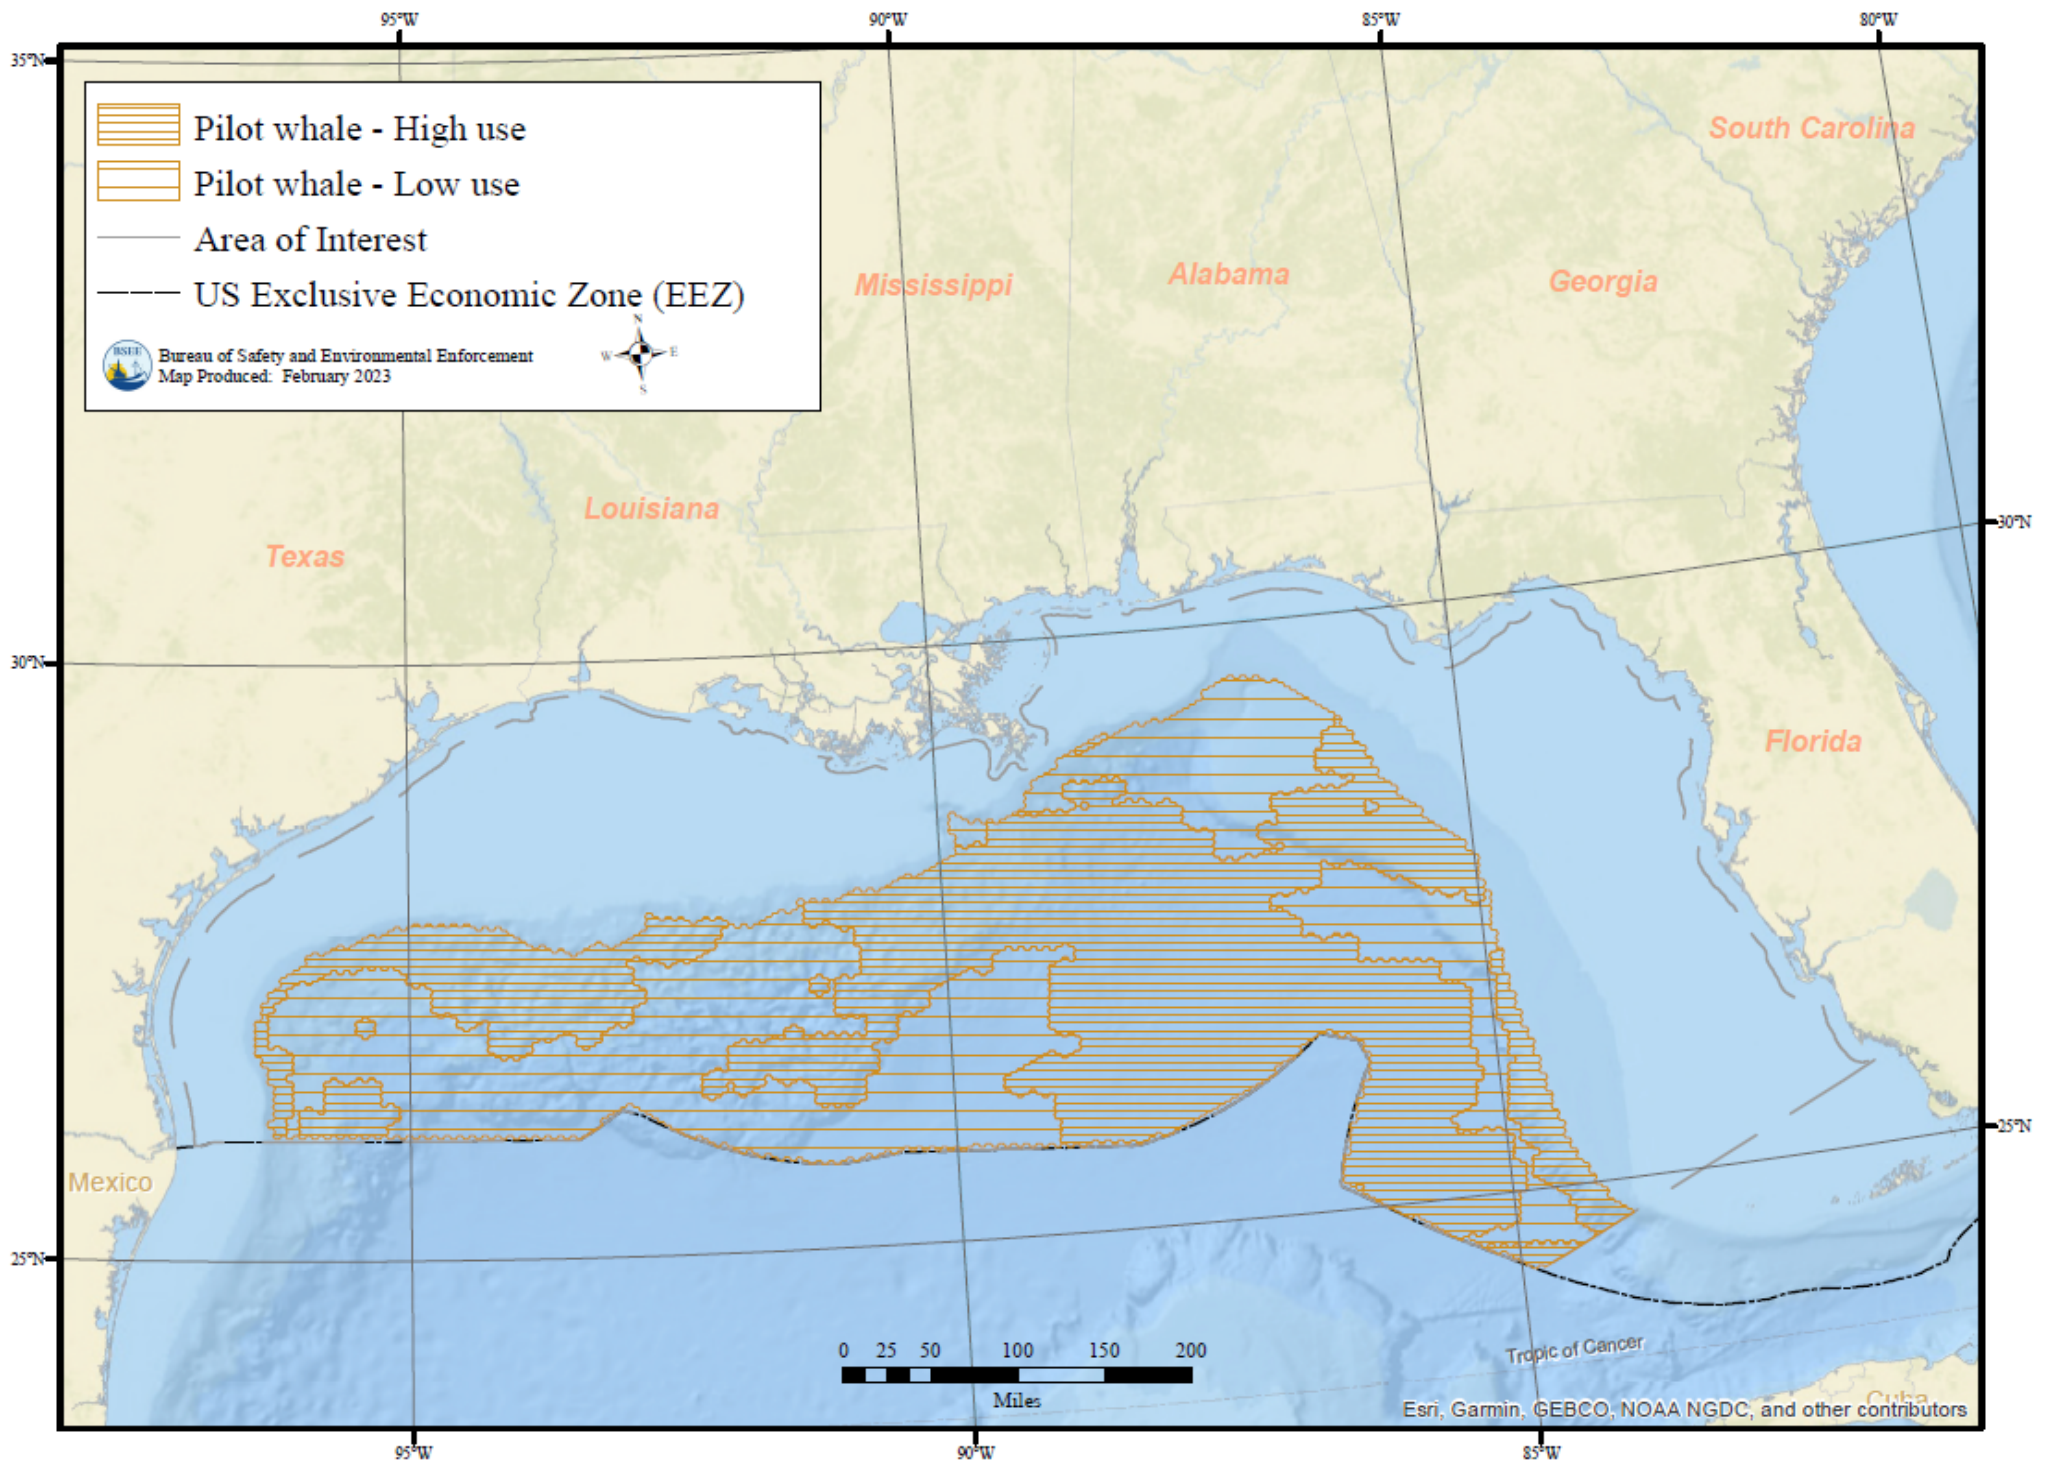 95°W 90°W 85°W 80°W
35°N
Pilot whale - High use
Pilot whale - Low use
Area of Interest
US Exclusive Economic Zone (EEZ)
N
W E
S
BSEE
Bureau of Safety and Environmental Enforcement
Map Produced: February 2023
South Carolina
Mississippi
Alabama
Georgia
Louisiana
30°N
Texas
30°N
Florida
25°N
Mexico
25°N
0 25 50 100 150 200
Miles
Tropic of Cancer
Cuba
Esri, Garmin, GEBCO, NOAA NGDC, and other contributors
95°W 90°W 85°W